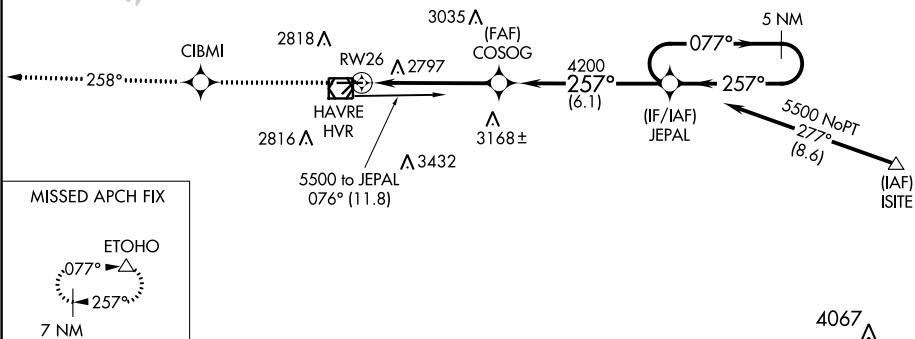 3035
(FAF)
COSOG
5 NM
077°
CIBMI
2818
RW26
2797
4200
257°
(6.1)
257°
258°
HAVRE
HVR
(IF/IAF)
JEPAL
5500 NoPT
277°
(8.6)
2816
3168±
3432
(IAF)
ISITE
5500 to JEPAL
076° (11.8)
MISSED APCH FIX
ETOHO
077°
257°
7 NM
4067